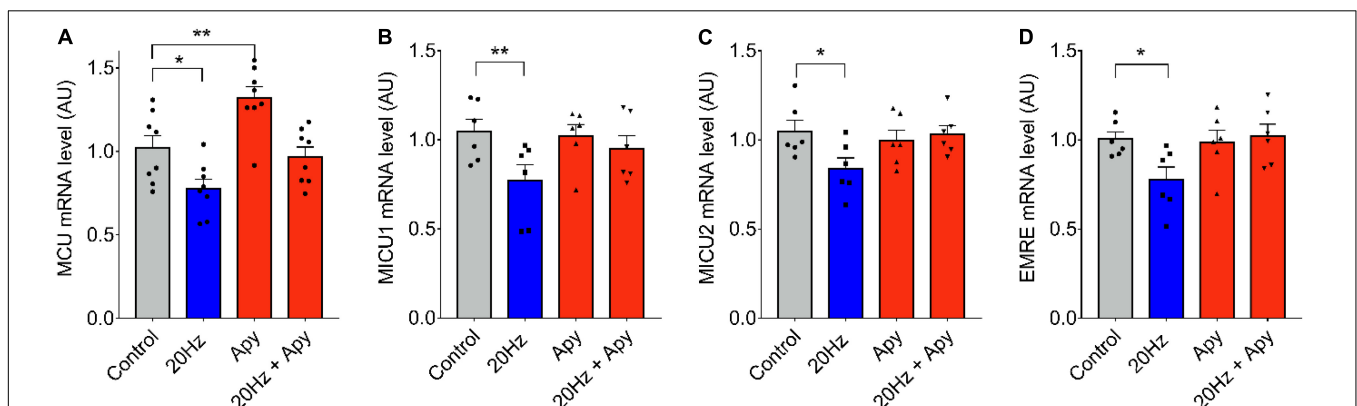 A
MCU mRNA level (AU)
1.5
1.0
0.5
0.0
**
*
Control
20Hz
Apy
20Hz + Apy
B
MICU1 mRNA level (AU)
1.5
1.0
0.5
0.0
**
Control
20Hz
Apy
20Hz + Apy
C
MICU2 mRNA level (AU)
1.5
1.0
0.5
0.0
*
Control
20Hz
Apy
20Hz + Apy
D
EMRE mRNA level (AU)
1.5
1.0
0.5
0.0
*
Control
20Hz
Apy
20Hz + Apy